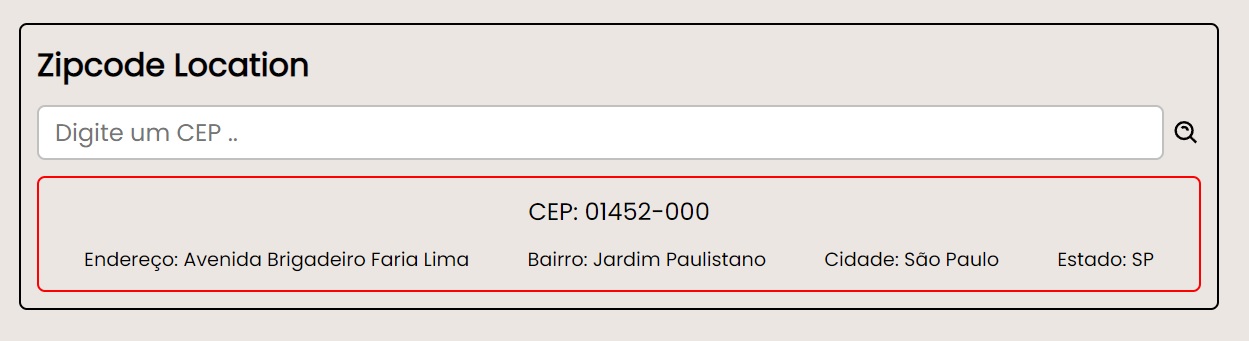 Zipcode Location
Digite um CEP ..
CEP: 01452-000
Endereço: Avenida Brigadeiro Faria Lima Bairro: Jardim Paulistano Cidade: São Paulo Estado: SP